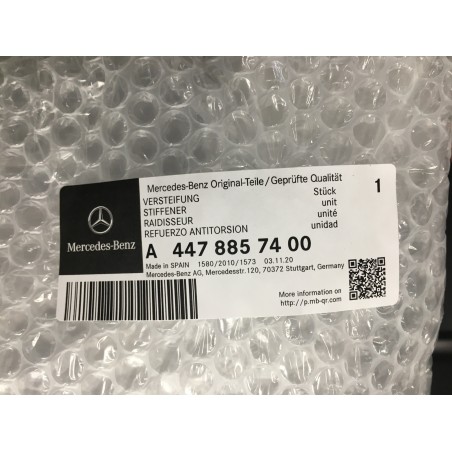 Mercedes-Benz Original-Teile/Geprüfte Qualität
VERSTEIFUNG Stück 1
STIFFENER unit
RAIDISSEUR unité
REFUERZO ANTITORSION unidad
Mercedes-Benz
A 447 885 74 00
Made in SPAIN 1580/2010/1573 03.11.20
Mercedes-Benz AG, Mercedesstr.120, 70372 Stuttgart, Germany
More information on
http://p.mb-qr.com